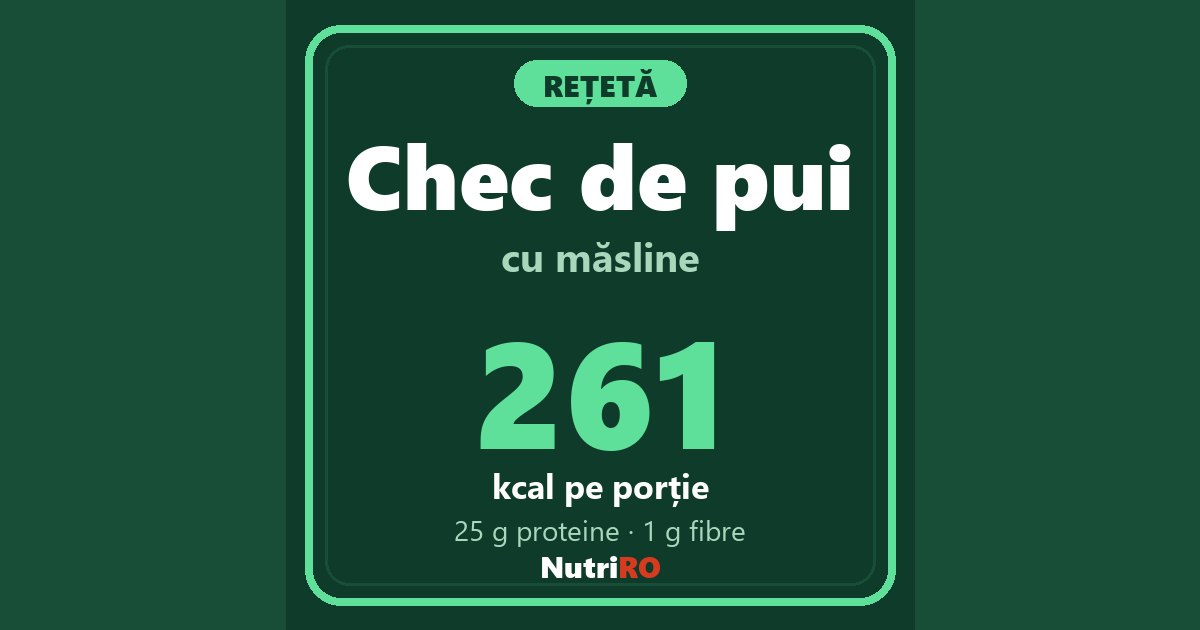 REȚETĂ
Chec de pui
cu măsline
261
kcal pe porție
25 g proteine · 1 g fibre
NutriRO